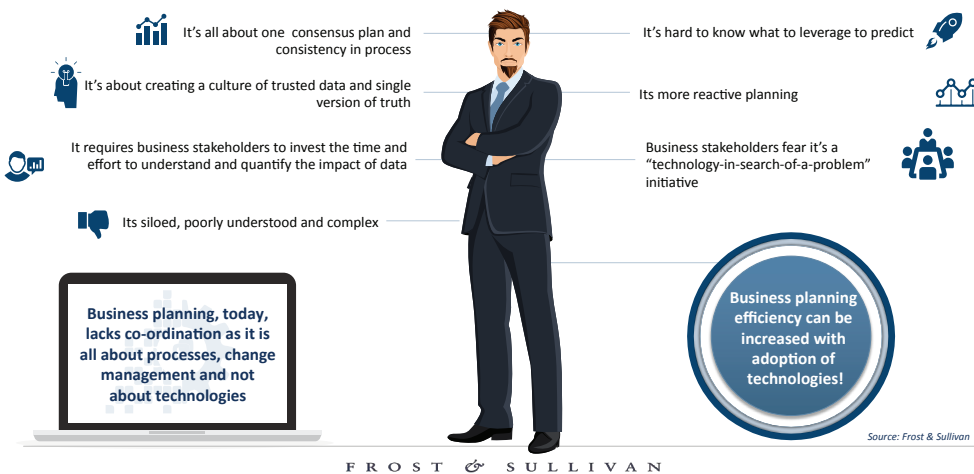 It's all about one consensus plan and
consistency in process
It's about creating a culture of trusted data and single
version of truth
It requires business stakeholders to invest the time and
effort to understand and quantify the impact of data
Its siloed, poorly understood and complex
It's hard to know what to leverage to predict
Its more reactive planning
Business stakeholders fear it's a
“technology-in-search-of-a-problem”
initiative
Business planning, today,
lacks co-ordination as it is
all about processes, change
management and not
about technologies
Business planning
efficiency can be
increased with
adoption of
technologies!
Source: Frost & Sullivan
FROST & SULLIVAN